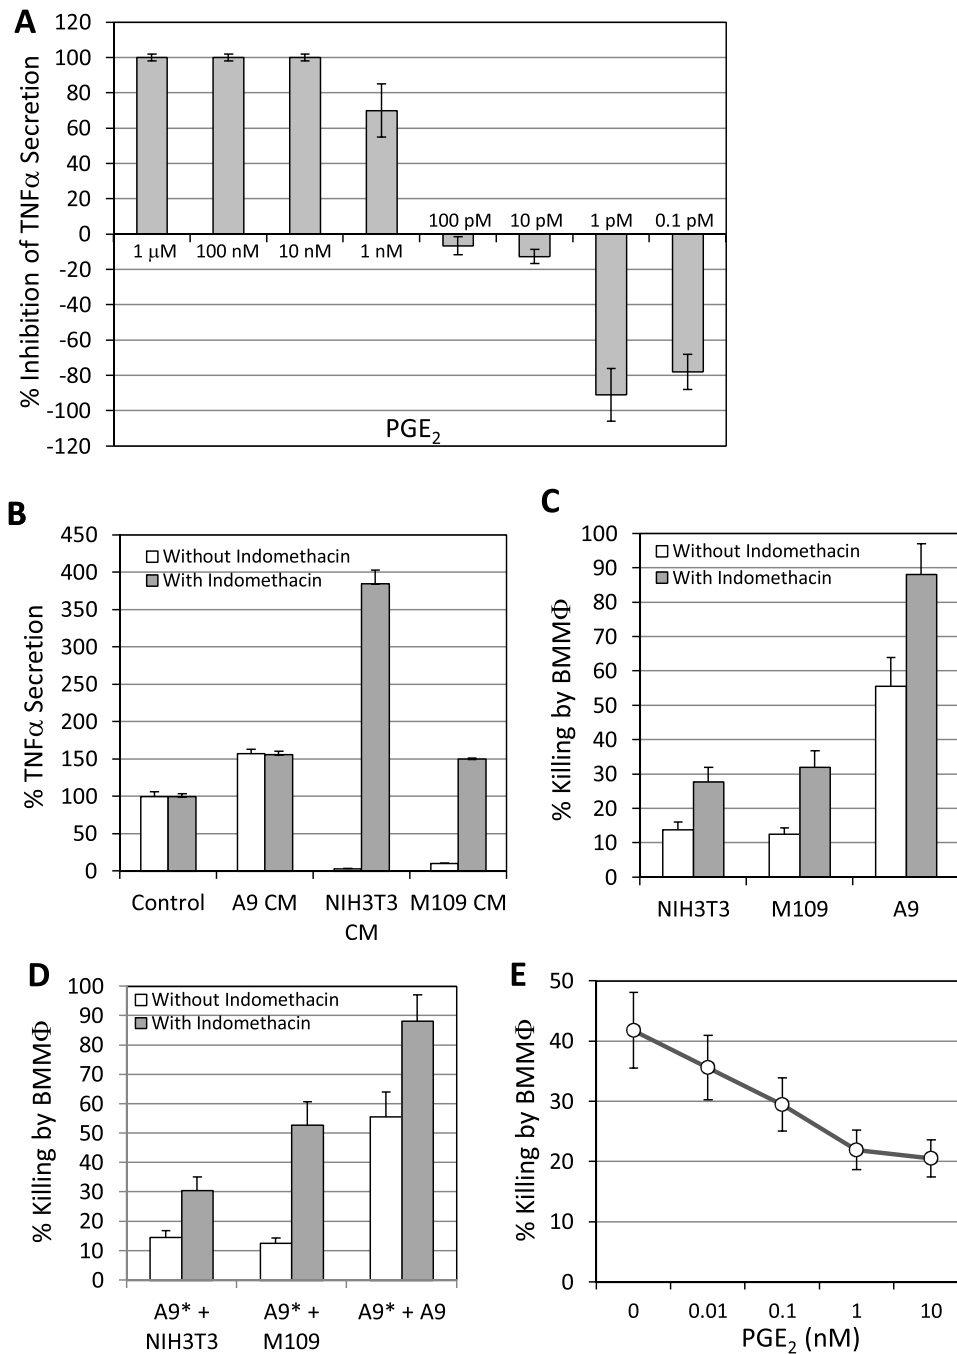 A
120
100
80
60
40
20
0
-20
-40
-60
-80
-100
-120
% Inhibition of TNFα Secretion
1 μM 100 nM 10 nM 1 nM 100 pM 10 pM 1 pM 0.1 pM
PGE2
B
450
400
350
300
250
200
150
100
50
0
% TNFα Secretion
Without Indomethacin
With Indomethacin
Control A9 CM NIH3T3 CM M109 CM
C
100
90
80
70
60
50
40
30
20
10
0
% Killing by BMMΦ
Without Indomethacin
With Indomethacin
NIH3T3 M109 A9
D
100
90
80
70
60
50
40
30
20
10
0
% Killing by BMMΦ
Without Indomethacin
With Indomethacin
A9* + NIH3T3
A9* + M109
A9* + A9
E
50
40
30
20
10
0
% Killing by BMMΦ
0 0.01 0.1 1 10
PGE2 (nM)